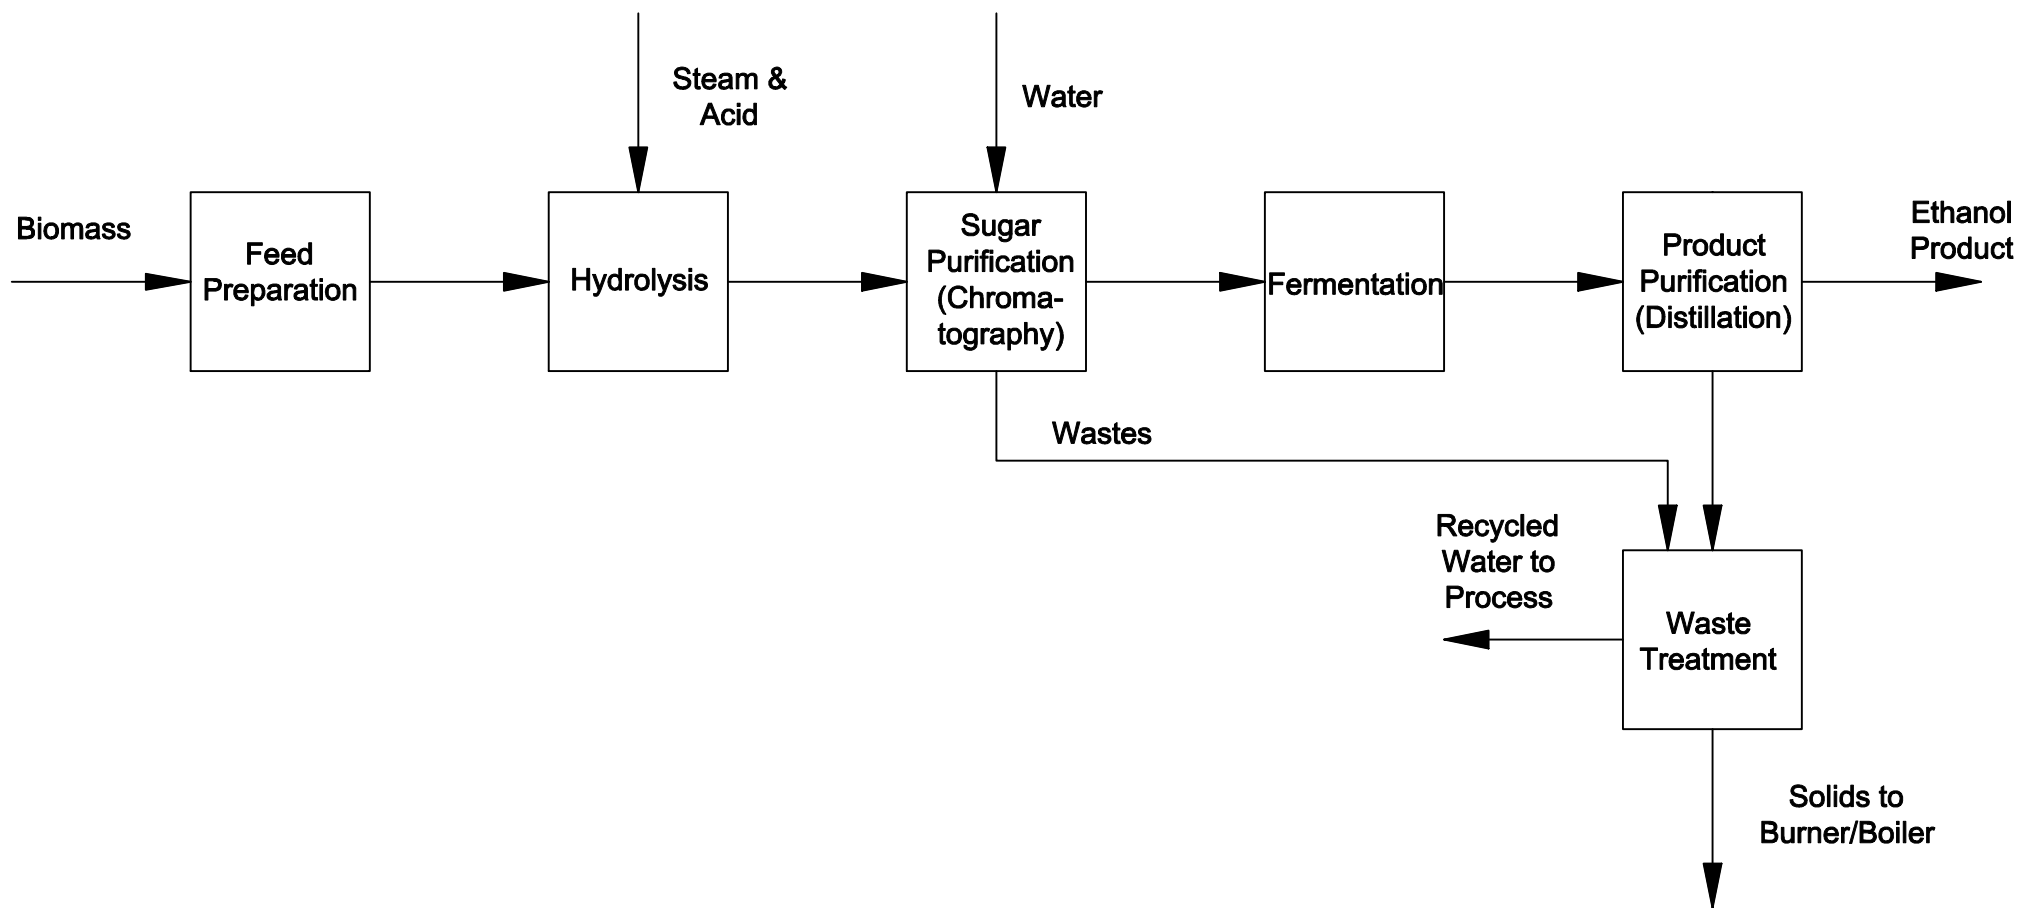 Steam &
Acid
Water
Biomass
Feed
Preparation
Hydrolysis
Sugar
Purification
(Chroma-
tography)
Fermentation
Product
Purification
(Distillation)
Ethanol
Product
Wastes
Recycled
Water to
Process
Waste
Treatment
Solids to
Burner/Boiler